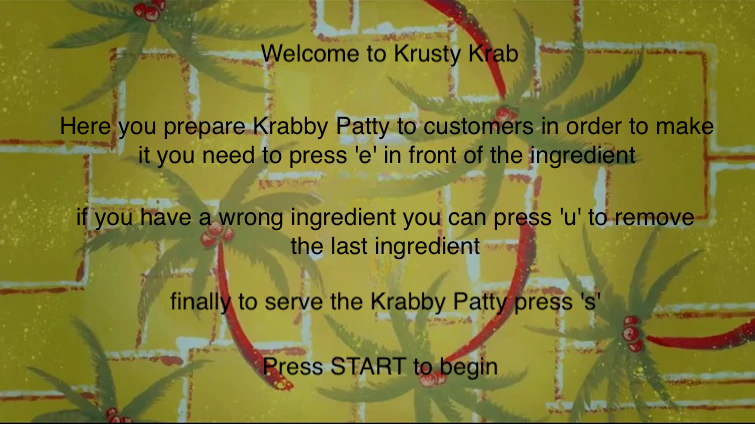 Welcome to Krusty Krab
Here you prepare Krabby Patty to customers in order to make
it you need to press 'e' in front of the ingredient
if you have a wrong ingredient you can press 'u' to remove
the last ingredient
finally to serve the Krabby Patty press 's'
Press START to begin